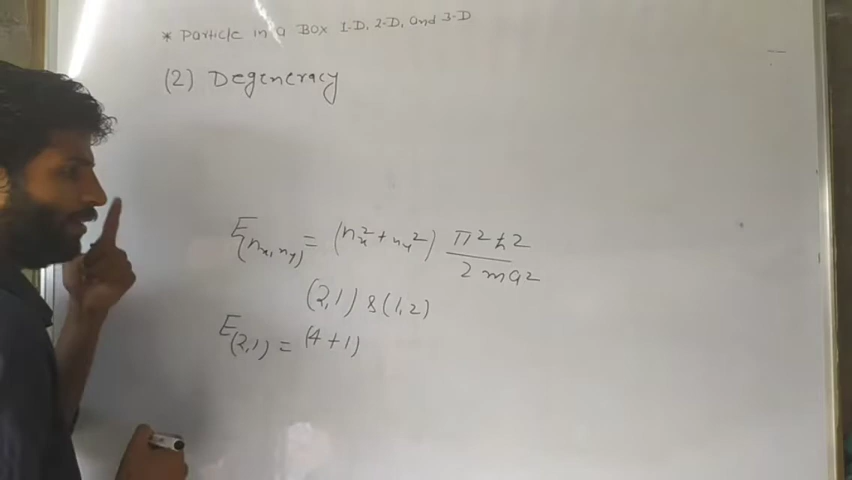 * Particle in a Box 1-D, 2-D, and 3-D
(2) Degeneracy
E(nx, ny) = (nx² + ny²) π²ħ² / 2ma²
(2,1) & (1,2)
E(2,1) = (4+1)